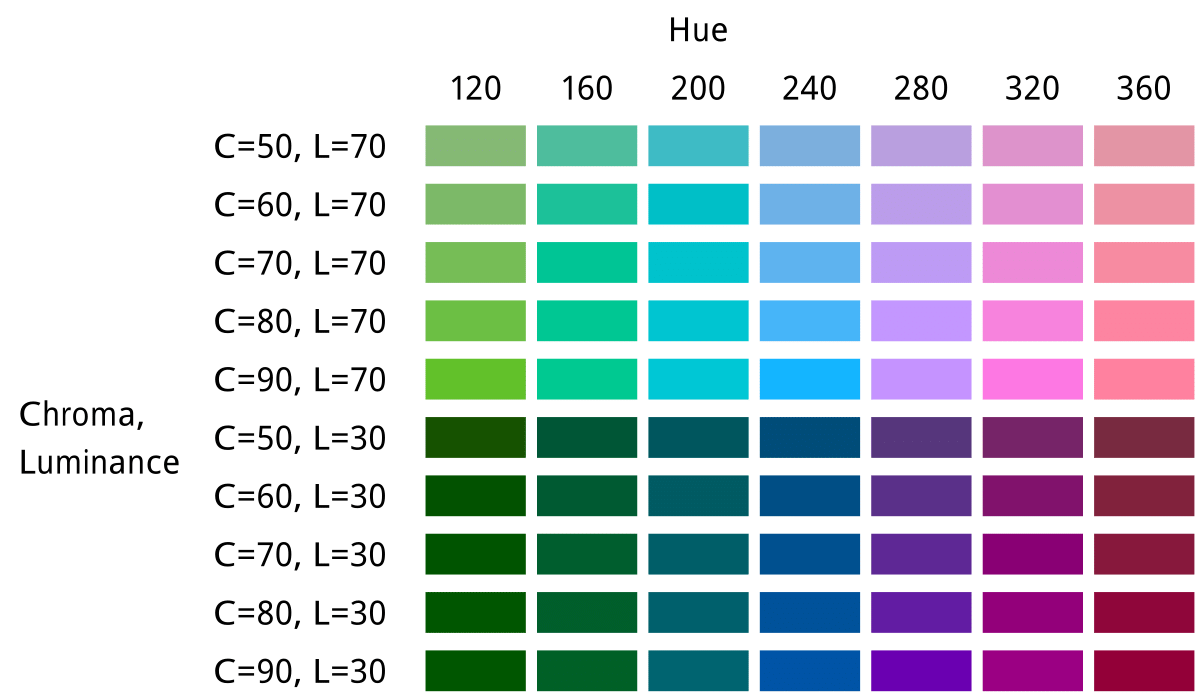 Hue
120 160 200 240 280 320 360
C=50, L=70
C=60, L=70
C=70, L=70
C=80, L=70
C=90, L=70
Chroma,
Luminance
C=50, L=30
C=60, L=30
C=70, L=30
C=80, L=30
C=90, L=30